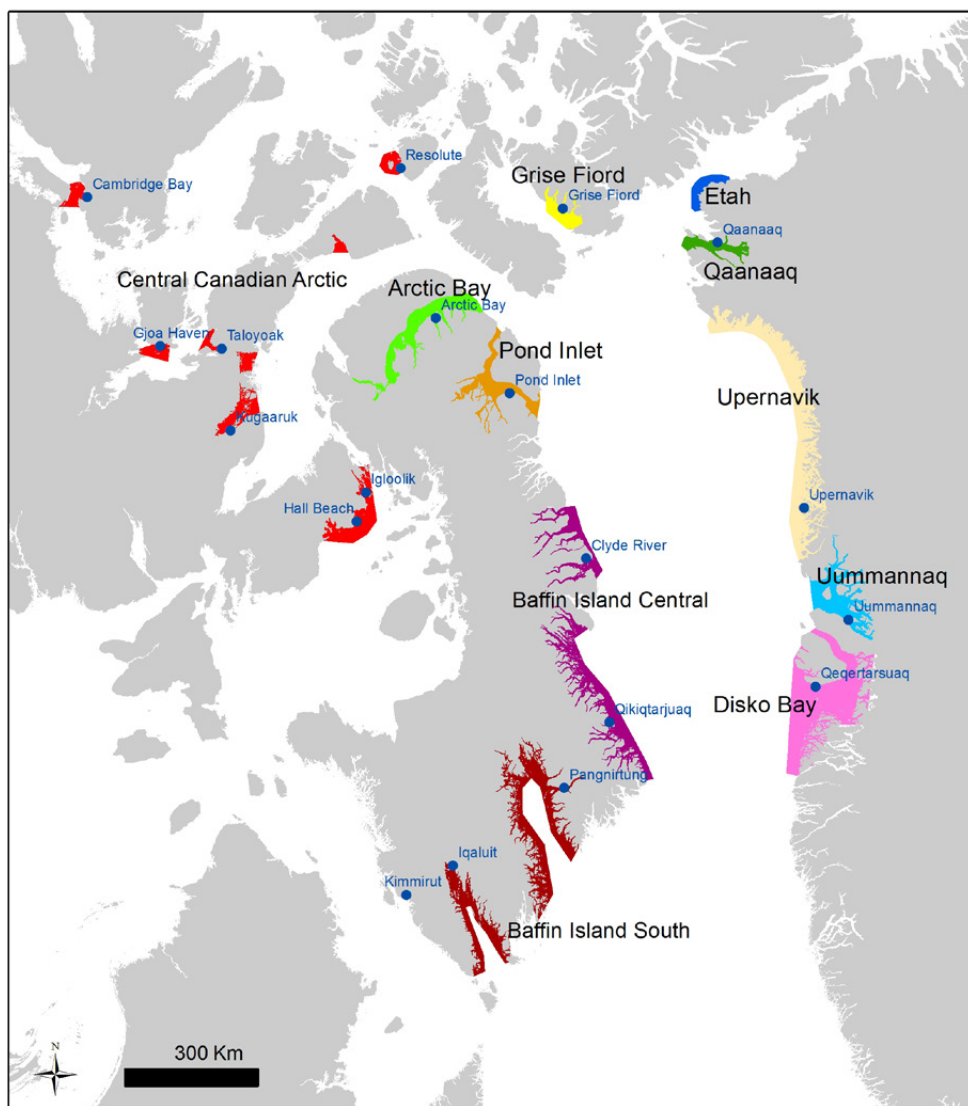 Resolute
Grise Fiord
Grise Fiord
Cambridge Bay
Etah
Qaanaaq
Qaanaaq
Central Canadian Arctic
Arctic Bay
Arctic Bay
Gjoa Haven
Taloyoak
Pond Inlet
Pond Inlet
Upernavik
Kugaaruk
Igloolik
Upernavik
Hall Beach
Clyde River
Uummannaq
Baffin Island Central
Uummannaq
Qeqertarsuaq
Disko Bay
Qikiqtarjuaq
Pangnirtung
Iqaluit
Kimmirut
Baffin Island South
N
300 Km